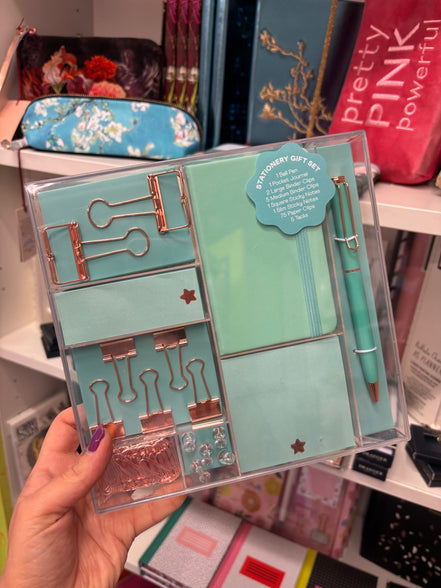 pretty
PINK
powerful
STATIONERY GIFT SET
1 Ball Pen
1 Pocket Journal
2 Large Binder Clips
5 Medium Binder Clips
1 Square Sticky Notes
1 Slim Sticky Notes
75 Paper Clips
5 Tacks